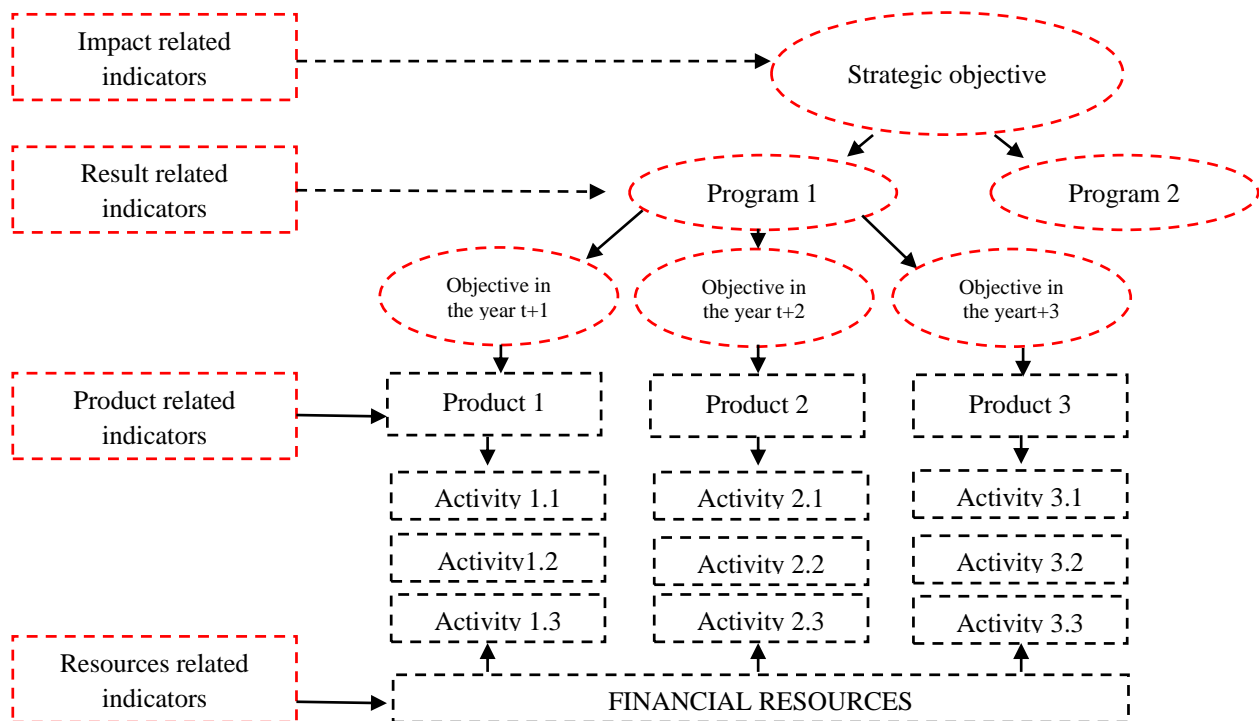 Impact related
indicators
Strategic objective
Result related
indicators
Program 1
Program 2
Objective in
the year t+1
Objective in
the year t+2
Objective in
the yeart+3
Product related
indicators
Product 1
Product 2
Product 3
Activity 1.1
Activity 2.1
Activity 3.1
Activity1.2
Activity 2.2
Activity 3.2
Activity 1.3
Activity 2.3
Activity 3.3
Resources related
indicators
FINANCIAL RESOURCES